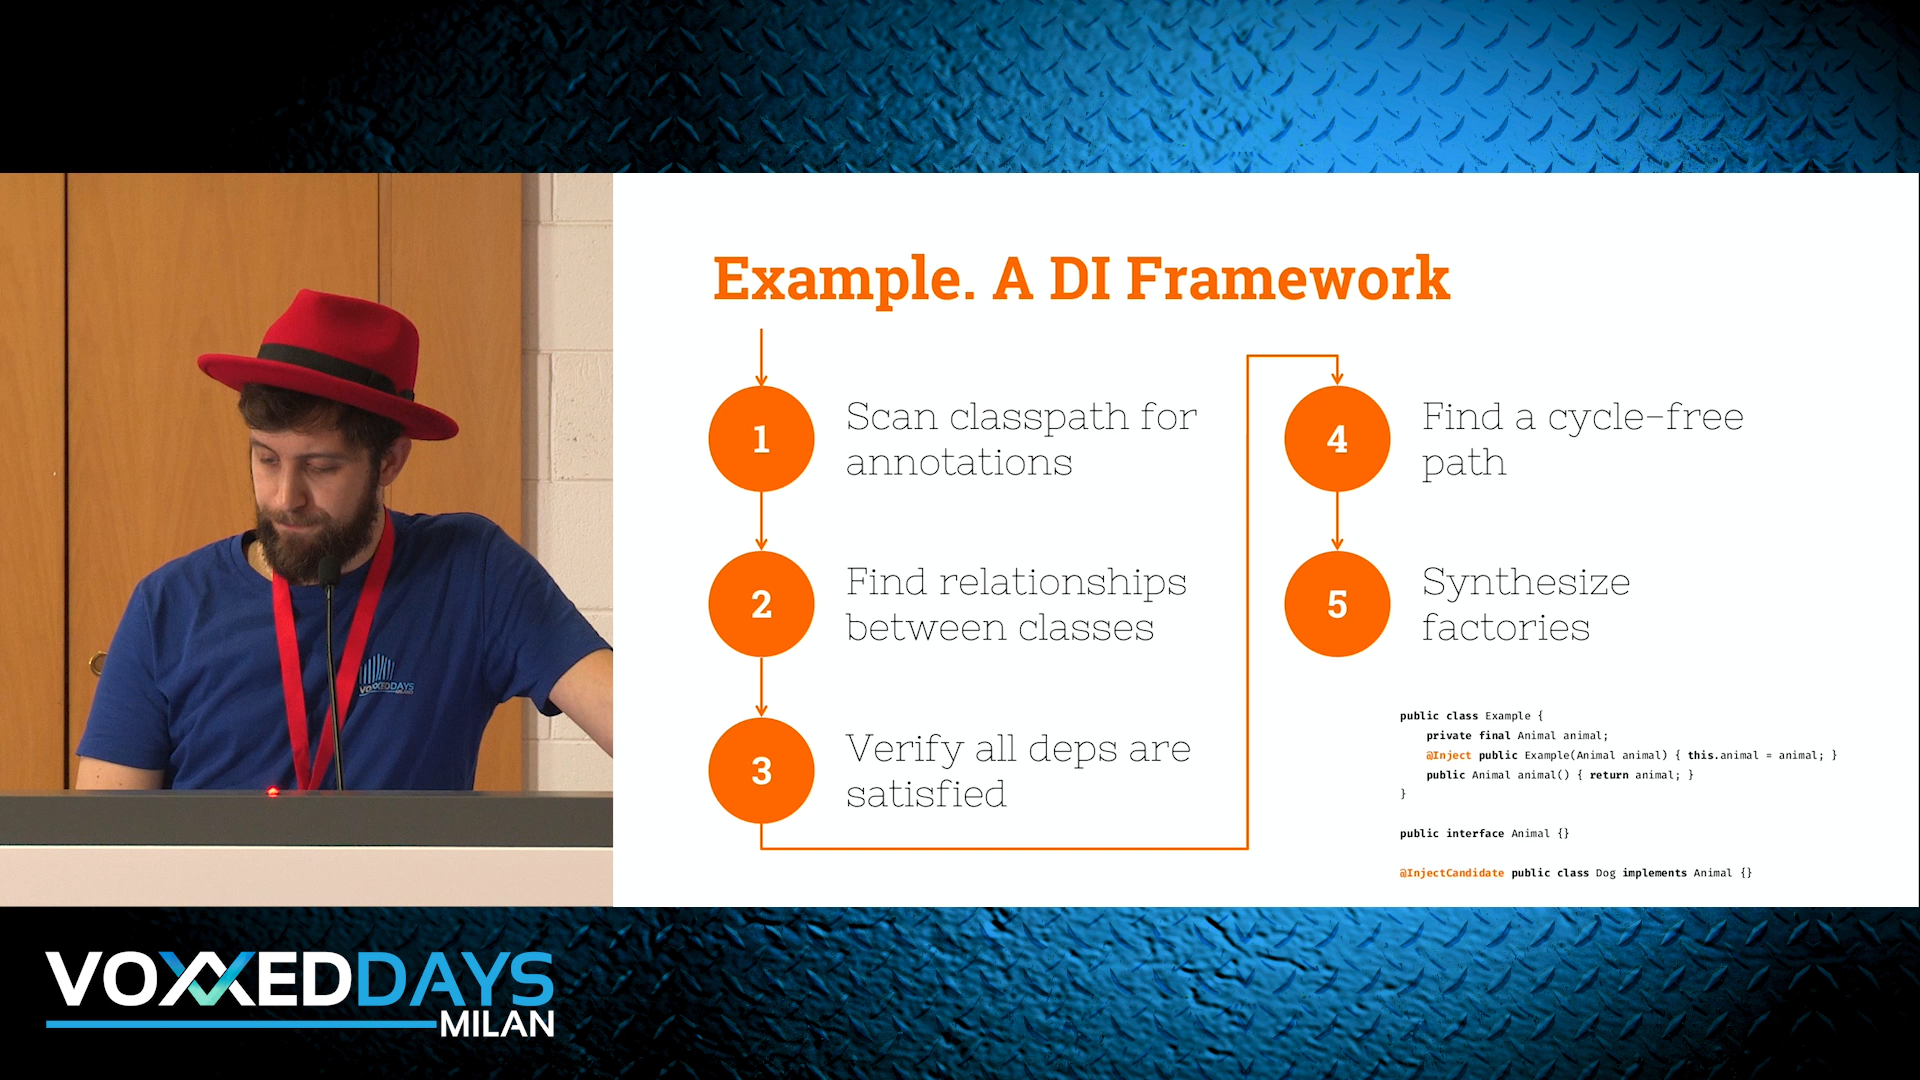 Example. A DI Framework
1
Scan classpath for
annotations
2
Find relationships
between classes
3
Verify all deps are
satisfied
4
Find a cycle-free
path
5
Synthesize
factories
public class Example {
private final Animal animal;
@Inject public Example(Animal animal) { this.animal = animal; }
public Animal animal() { return animal; }
}
public interface Animal {}
@InjectCandidate public class Dog implements Animal {}
VOXXEDDAYS
VOXXEDDAYS
MILAN